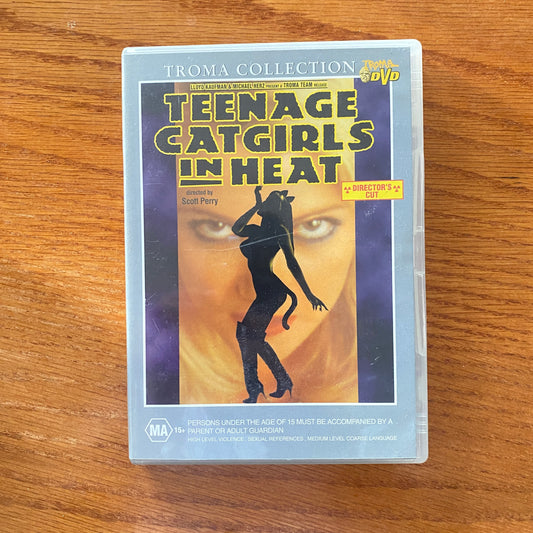 TROMA COLLECTION
TROMA
DVD
LLOYD KAUFMAN & MICHAEL HERZ PRESENT A TROMA TEAM RELEASE
TEENAGE
CATGIRLS
IN HEAT
directed by
Scott Perry
DIRECTOR'S
CUT
MA 15+
PERSONS UNDER THE AGE OF 15 MUST BE ACCOMPANIED BY A
PARENT OR ADULT GUARDIAN
HIGH LEVEL VIOLENCE , SEXUAL REFERENCES , MEDIUM LEVEL COARSE LANGUAGE